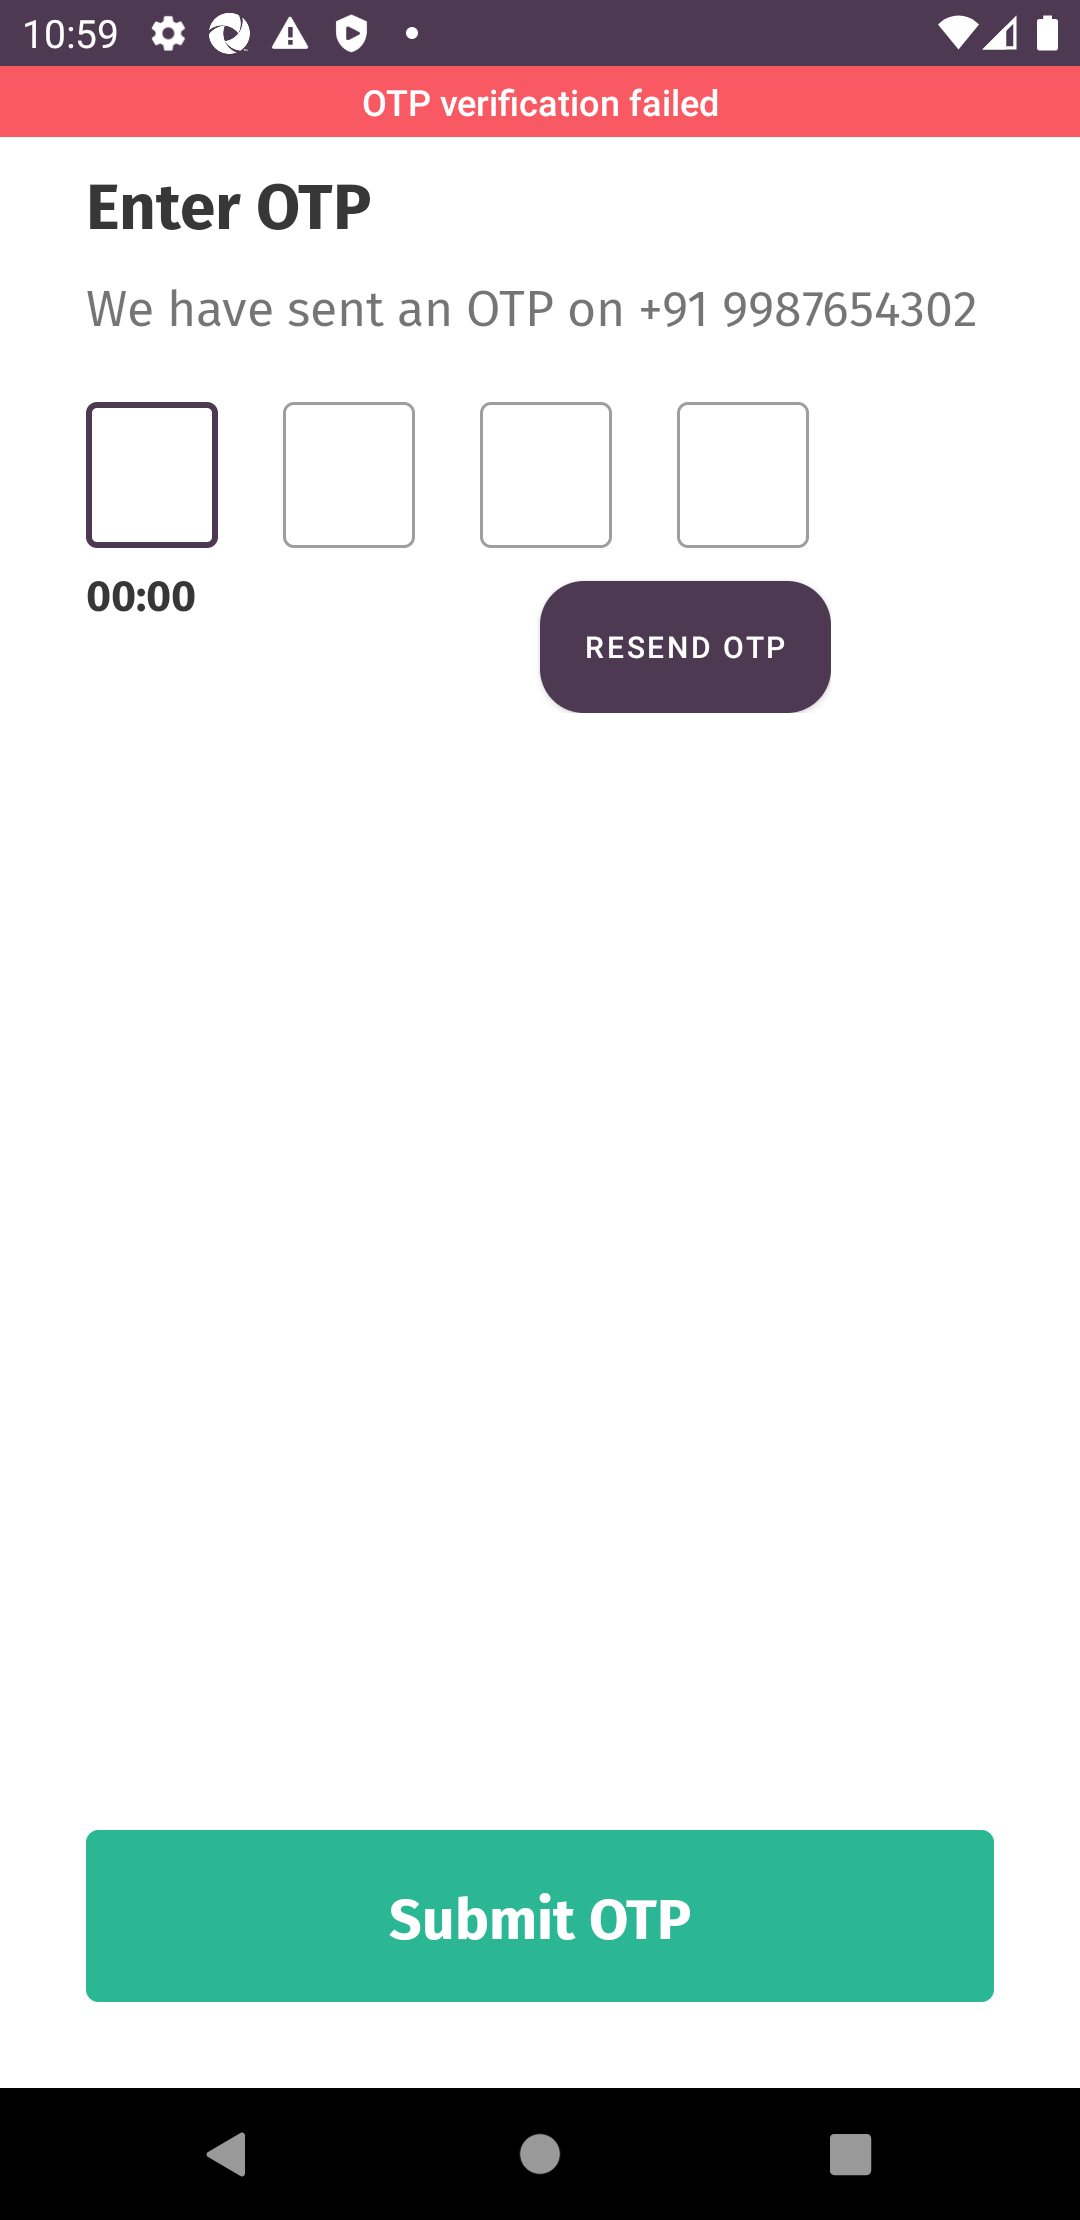 10:59
OTP verification failed
Enter OTP
We have sent an OTP on +91 9987654302
00:00
RESEND OTP
Submit OTP